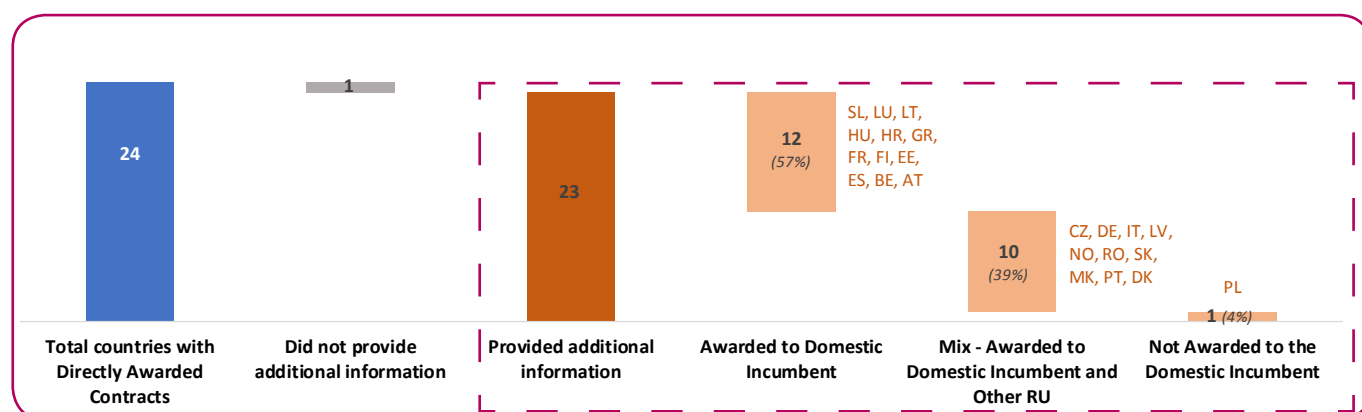 24
1
23
12
(57%)
SL, LU, LT,
HU, HR, GR,
FR, FI, EE,
ES, BE, AT
10
(39%)
CZ, DE, IT, LV,
NO, RO, SK,
MK, PT, DK
PL
1 (4%)
Total countries with
Directly Awarded
Contracts
Did not provide
additional information
Provided additional
information
Awarded to Domestic
Incumbent
Mix - Awarded to
Domestic Incumbent and
Other RU
Not Awarded to the
Domestic Incumbent